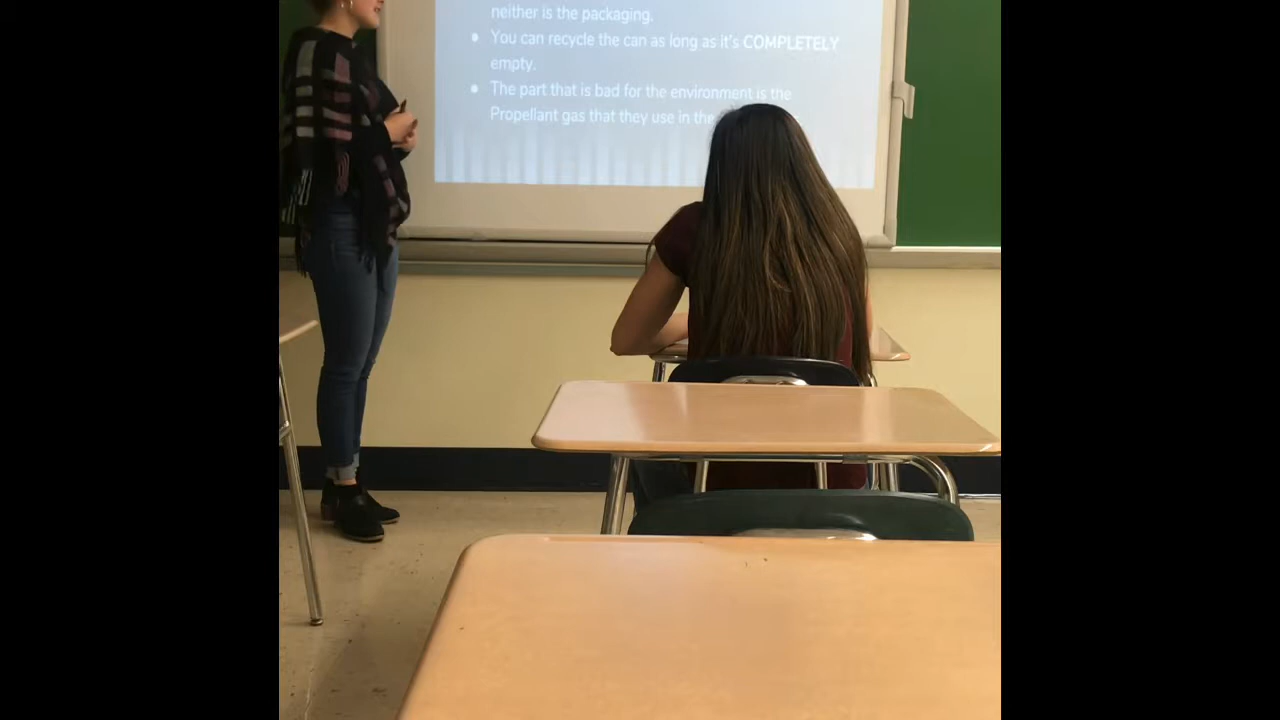 neither is the packaging.
You can recycle the can as long as it's COMPLETELY
empty.
The part that is bad for the environment is the
Propellant gas that they use in the